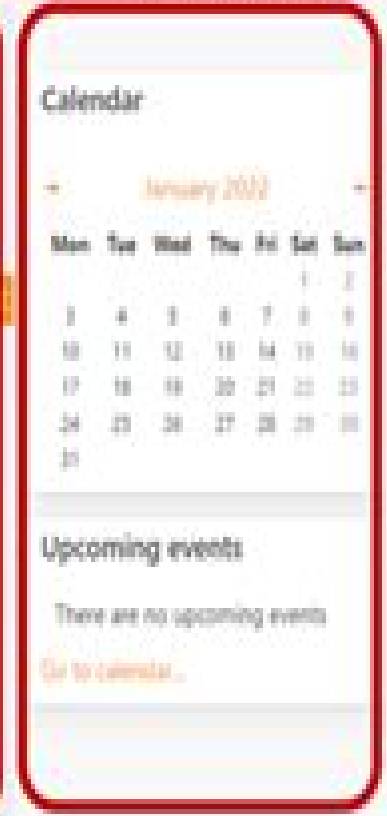 Calendar
January 2022
Mon Tue Wed Thu Fri Sat Sun
1 2
3 4 5 6 7 8 9
10 11 12 13 14 15 16
17 18 19 20 21 22 23
24 25 26 27 28 29 30
31
Upcoming events
There are no upcoming events
Go to calendar...